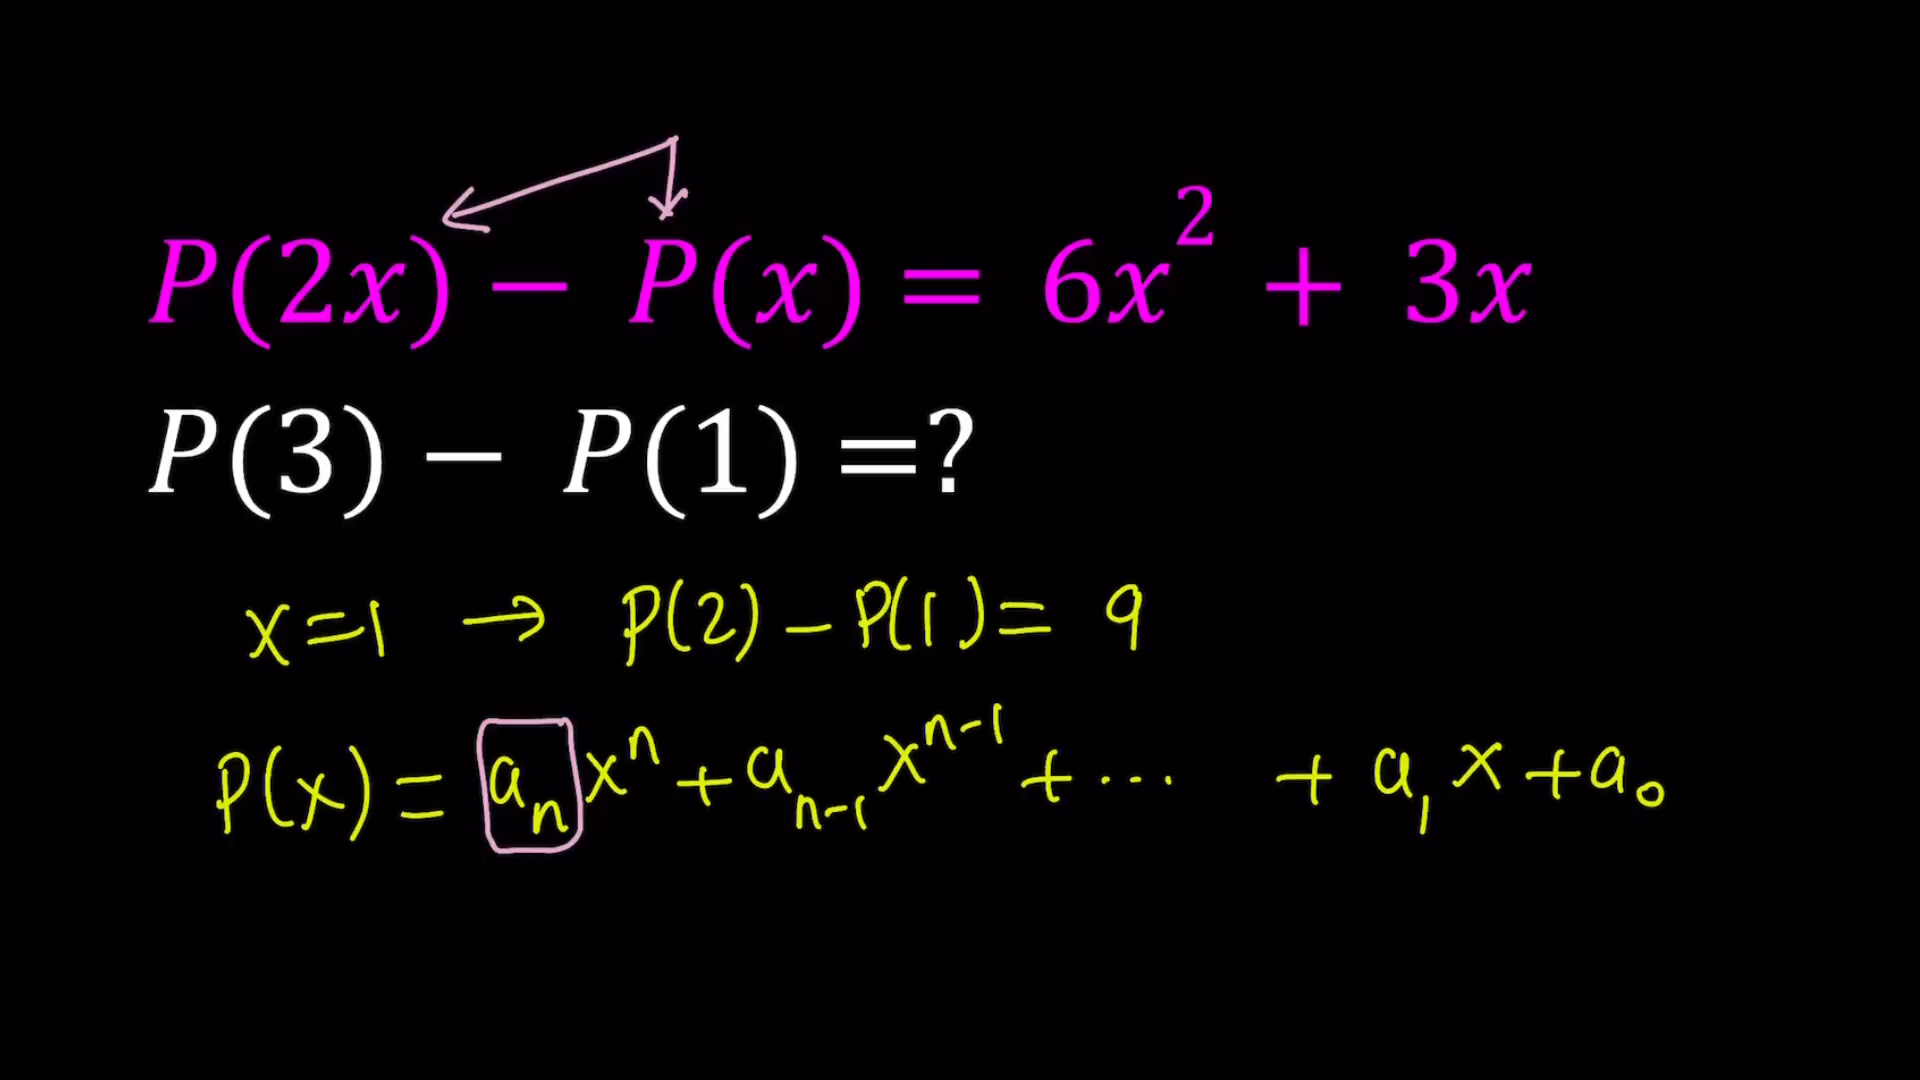 P(2x) − P(x) = 6x² + 3x
P(3) − P(1) =?
x=1 → P(2) − P(1) = 9
P(x) = aₙxⁿ + aₙ₋₁xⁿ⁻¹ + ... + a₁x + a₀